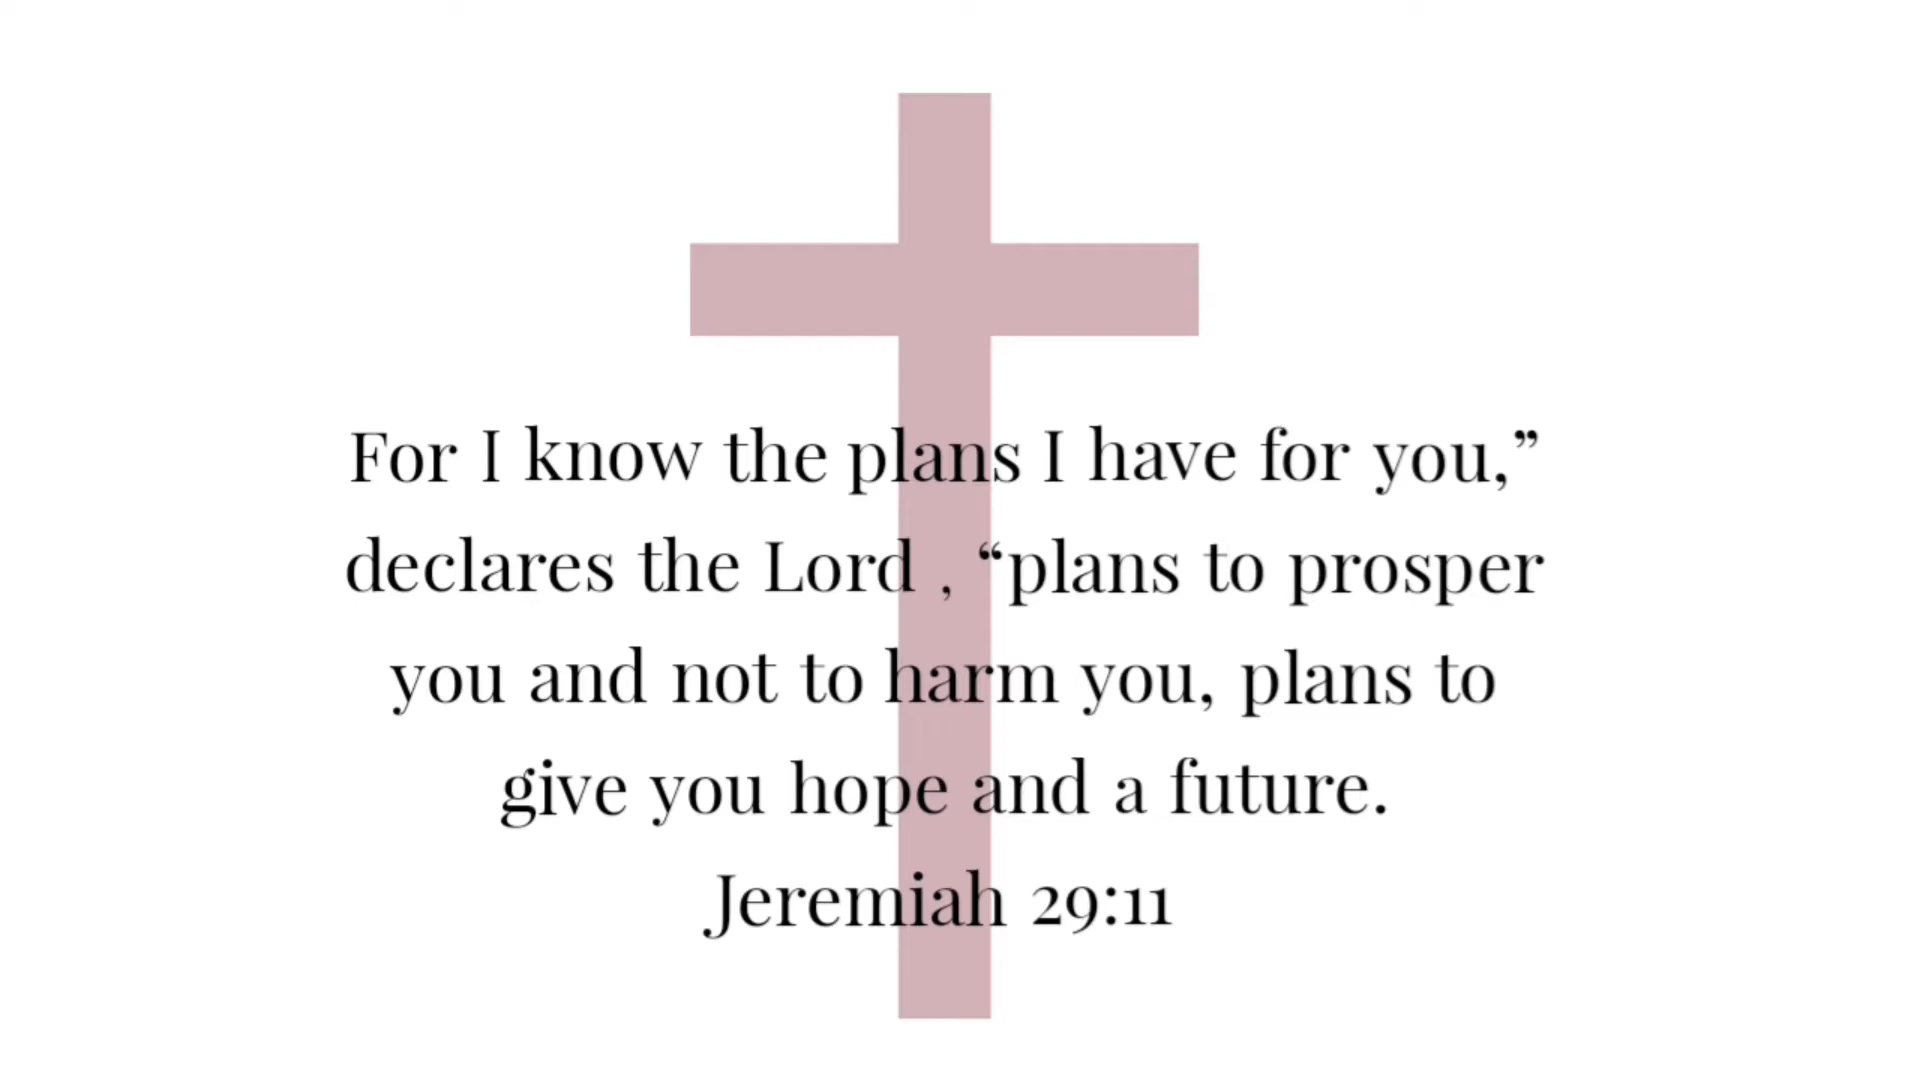 For I know the plans I have for you,”
declares the Lord , “plans to prosper
you and not to harm you, plans to
give you hope and a future.
Jeremiah 29:11